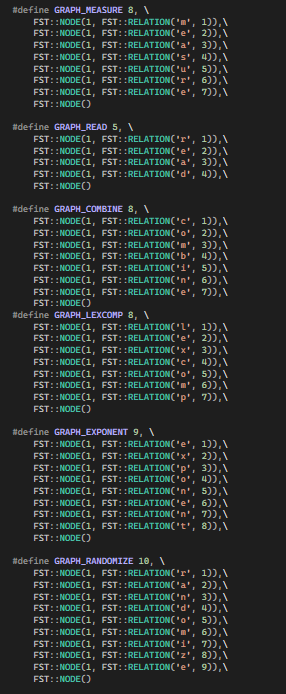 #define GRAPH_MEASURE 8, \
    FST::NODE(1, FST::RELATION('m', 1)),\
    FST::NODE(1, FST::RELATION('e', 2)),\
    FST::NODE(1, FST::RELATION('a', 3)),\
    FST::NODE(1, FST::RELATION('s', 4)),\
    FST::NODE(1, FST::RELATION('u', 5)),\
    FST::NODE(1, FST::RELATION('r', 6)),\
    FST::NODE(1, FST::RELATION('e', 7)),\
    FST::NODE()
#define GRAPH_READ 5, \
    FST::NODE(1, FST::RELATION('r', 1)),\
    FST::NODE(1, FST::RELATION('e', 2)),\
    FST::NODE(1, FST::RELATION('a', 3)),\
    FST::NODE(1, FST::RELATION('d', 4)),\
    FST::NODE()
#define GRAPH_COMBINE 8, \
    FST::NODE(1, FST::RELATION('c', 1)),\
    FST::NODE(1, FST::RELATION('o', 2)),\
    FST::NODE(1, FST::RELATION('m', 3)),\
    FST::NODE(1, FST::RELATION('b', 4)),\
    FST::NODE(1, FST::RELATION('i', 5)),\
    FST::NODE(1, FST::RELATION('n', 6)),\
    FST::NODE(1, FST::RELATION('e', 7)),\
    FST::NODE()
#define GRAPH_LEXCOMP 8, \
    FST::NODE(1, FST::RELATION('l', 1)),\
    FST::NODE(1, FST::RELATION('e', 2)),\
    FST::NODE(1, FST::RELATION('x', 3)),\
    FST::NODE(1, FST::RELATION('c', 4)),\
    FST::NODE(1, FST::RELATION('o', 5)),\
    FST::NODE(1, FST::RELATION('m', 6)),\
    FST::NODE(1, FST::RELATION('p', 7)),\
    FST::NODE()
#define GRAPH_EXPONENT 9, \
    FST::NODE(1, FST::RELATION('e', 1)),\
    FST::NODE(1, FST::RELATION('x', 2)),\
    FST::NODE(1, FST::RELATION('p', 3)),\
    FST::NODE(1, FST::RELATION('o', 4)),\
    FST::NODE(1, FST::RELATION('n', 5)),\
    FST::NODE(1, FST::RELATION('e', 6)),\
    FST::NODE(1, FST::RELATION('n', 7)),\
    FST::NODE(1, FST::RELATION('t', 8)),\
    FST::NODE()
#define GRAPH_RANDOMIZE 10, \
    FST::NODE(1, FST::RELATION('r', 1)),\
    FST::NODE(1, FST::RELATION('a', 2)),\
    FST::NODE(1, FST::RELATION('n', 3)),\
    FST::NODE(1, FST::RELATION('d', 4)),\
    FST::NODE(1, FST::RELATION('o', 5)),\
    FST::NODE(1, FST::RELATION('m', 6)),\
    FST::NODE(1, FST::RELATION('i', 7)),\
    FST::NODE(1, FST::RELATION('z', 8)),\
    FST::NODE(1, FST::RELATION('e', 9)),\
    FST::NODE()